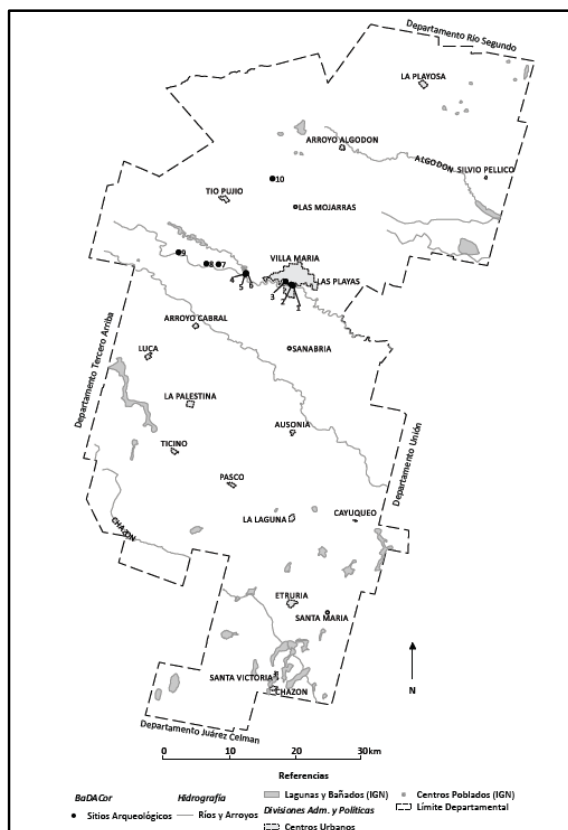 Departamento Río Segundo
LA PLAYOSA
ARROYO ALGODON
ALGODON
SILVIO PELLICO
10
TIO PUJIO
LAS MOJARRAS
9
8
7
VILLA MARIA
4
5
6
LAS PLAYAS
3
2
1
ARROYO CABRAL
SANABRIA
Departamento Tercero Arriba
LUCA
LA PALESTINA
AUSONIA
Departamento Unión
TICINO
PASCO
LA LAGUNA
CAYUQUEO
CHAZON
ETRURIA
SANTA MARIA
SANTA VICTORIA
CHAZON
N
Departamento Juárez Celman
0 10 20 30km
Referencias
BaDACor
Sitios Arqueológicos
Hidrografía
Ríos y Arroyos
Lagunas y Bañados (IGN)
Divisiones Adm. y Políticas
Centros Urbanos
Centros Poblados (IGN)
Límite Departamental